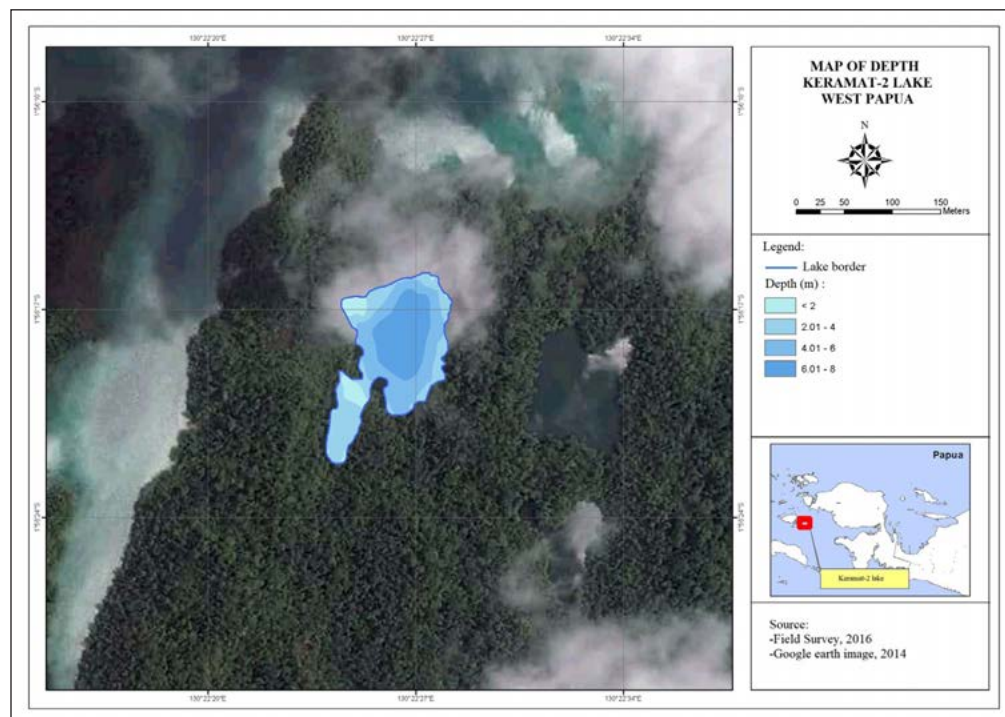 130°22'20"E 130°22'27"E 130°22'34"E
MAP OF DEPTH
KERAMAT-2 LAKE
WEST PAPUA
N
0 25 50 100 150
Meters
Legend:
Lake border
Depth (m) :
< 2
2.01 - 4
4.01 - 6
6.01 - 8
Papua
Keramat-2 lake
Source:
-Field Survey, 2016
-Google earth image, 2014
130°22'20"E 130°22'27"E 130°22'34"E